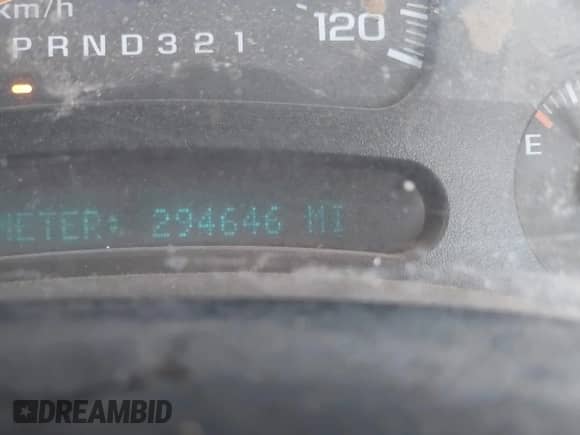 km/h
120
PRND321
E
METER: 294646 MI
DREAMBID